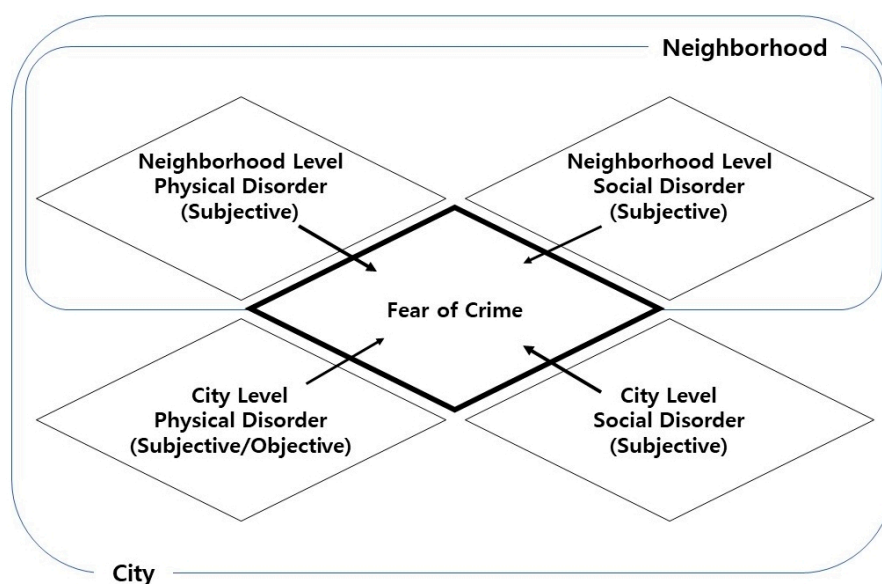 Neighborhood
Neighborhood Level
Physical Disorder
(Subjective)
Neighborhood Level
Social Disorder
(Subjective)
Fear of Crime
City Level
Physical Disorder
(Subjective/Objective)
City Level
Social Disorder
(Subjective)
City